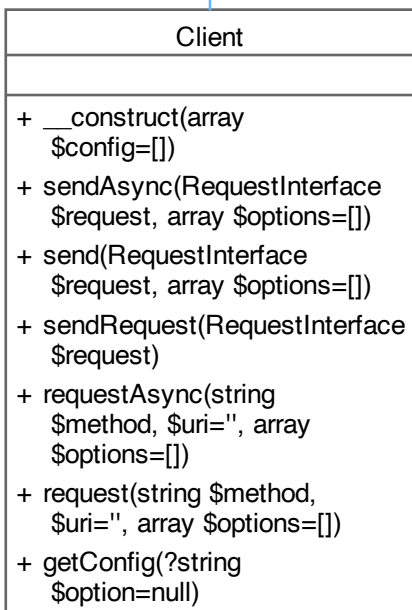 Client
+ __construct(array
$config=[])
+ sendAsync(RequestInterface
$request, array $options=[])
+ send(RequestInterface
$request, array $options=[])
+ sendRequest(RequestInterface
$request)
+ requestAsync(string
$method, $uri='', array
$options=[])
+ request(string $method,
$uri='', array $options=[])
+ getConfig(?string
$option=null)